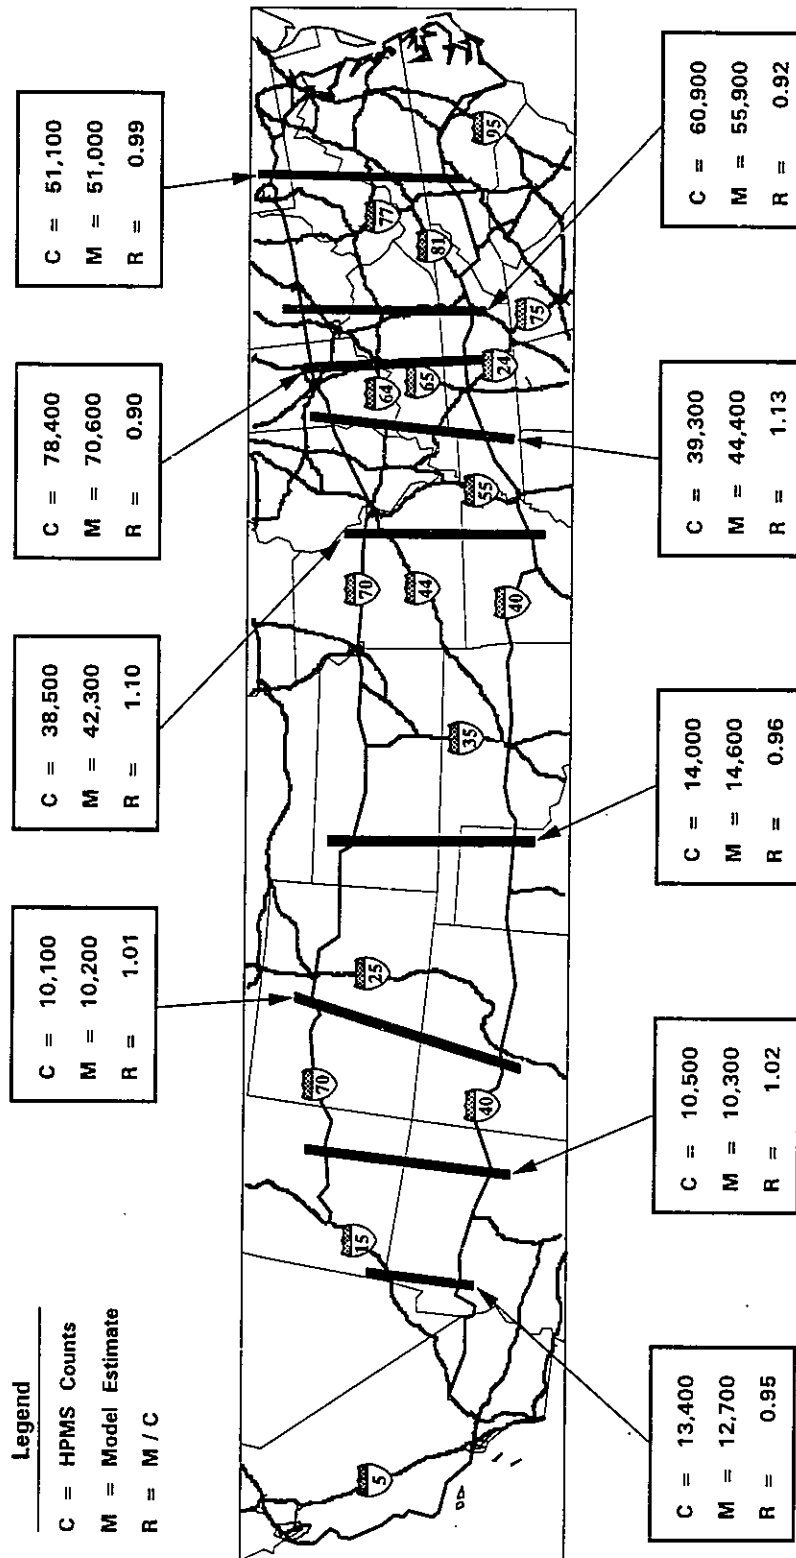 Legend
C = HPMS Counts
M = Model Estimate
R = M / C
C = 10,100
M = 10,200
R = 1.01
C = 38,500
M = 42,300
R = 1.10
C = 78,400
M = 70,600
R = 0.90
C = 51,100
M = 51,000
R = 0.99
5
15
70
40
25
35
70
44
40
55
64
65
24
75
81
77
95
C = 13,400
M = 12,700
R = 0.95
C = 10,500
M = 10,300
R = 1.02
C = 14,000
M = 14,600
R = 0.96
C = 39,300
M = 44,400
R = 1.13
C = 60,900
M = 55,900
R = 0.92